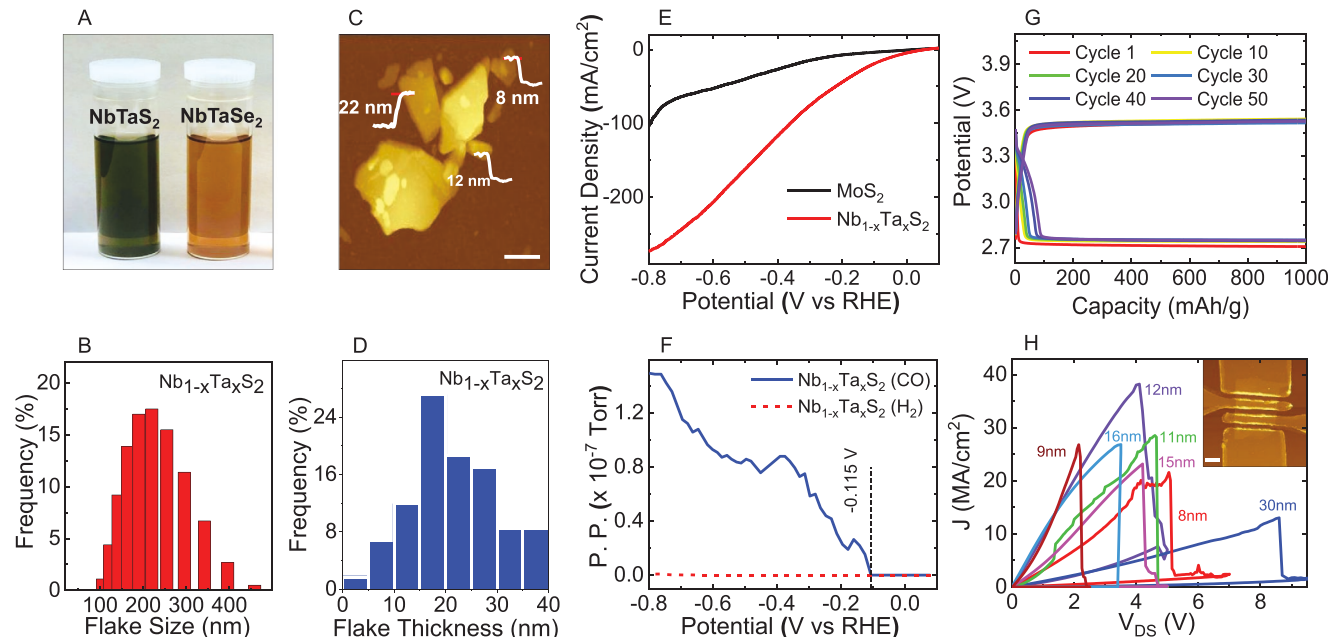 A
NbTaS2
NbTaSe2
C
22 nm
8 nm
12 nm
E
Current Density (mA/cm2)
0
-100
-200
MoS2
Nb1-xTaxS2
-0.8
-0.6
-0.4
-0.2
0.0
Potential (V vs RHE)
G
Potential (V)
3.9
3.6
3.3
3.0
2.7
Cycle 1
Cycle 10
Cycle 20
Cycle 30
Cycle 40
Cycle 50
0
200
400
600
800
1000
Capacity (mAh/g)
B
Nb1-xTaxS2
Frequency (%)
20
15
10
5
0
100
200
300
400
Flake Size (nm)
D
Nb1-xTaxS2
Frequency (%)
28
21
14
7
0
0
10
20
30
40
Flake Thickness (nm)
F
P. P. (x 10-7 Torr)
1.2
0.8
0.4
0.0
Nb1-xTaxS2 (CO)
Nb1-xTaxS2 (H2)
-0.115 V
-0.8
-0.6
-0.4
-0.2
0.0
Potential (V vs RHE)
H
J (MA/cm2)
40
30
20
10
0
12nm
9nm
16nm
11nm
15nm
8nm
30nm
0
2
4
6
8
VDS (V)